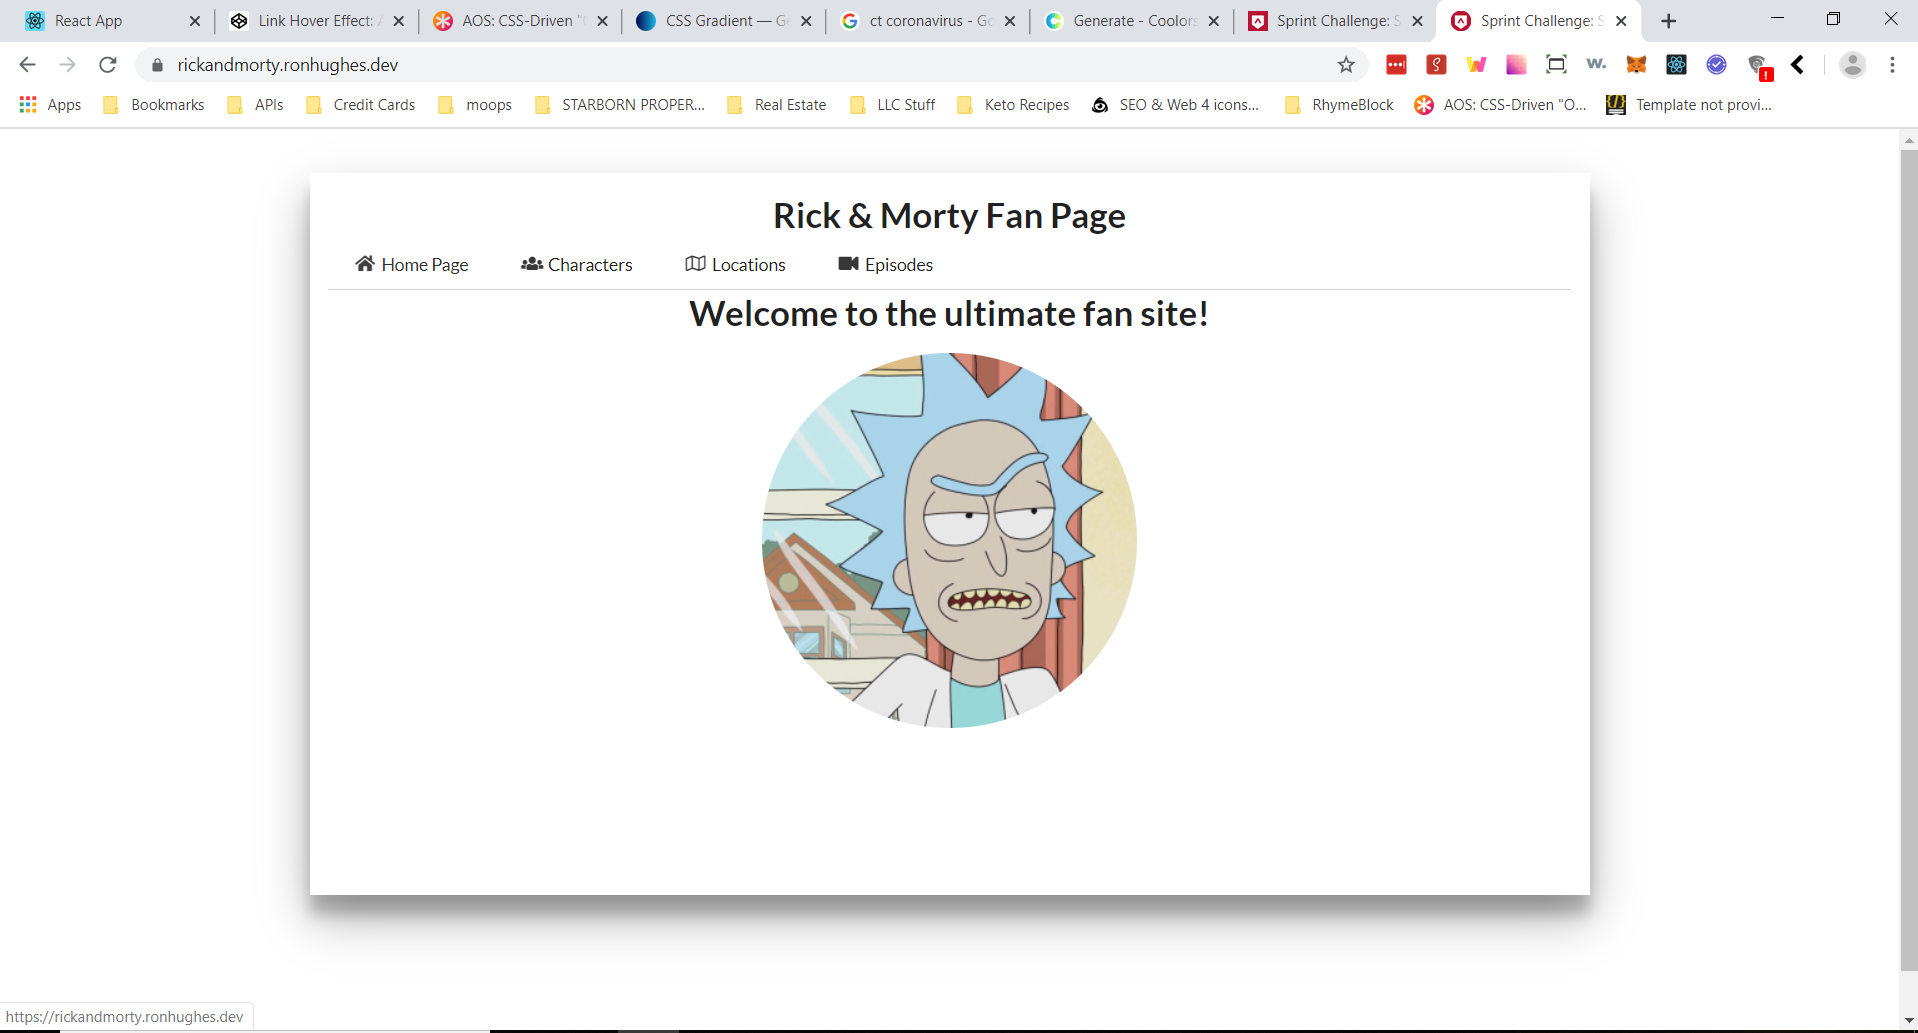 React App
Link Hover Effect: A
AOS: CSS-Driven "O
CSS Gradient — Ge
ct coronavirus - Go
Generate - Coolors
Sprint Challenge: S
Sprint Challenge: S
rickandmorty.ronhughes.dev
Apps
Bookmarks
APIs
Credit Cards
moops
STARBORN PROPER...
Real Estate
LLC Stuff
Keto Recipes
SEO & Web 4 icons...
RhymeBlock
AOS: CSS-Driven "O...
Template not provi...
Rick & Morty Fan Page
Home Page
Characters
Locations
Episodes
Welcome to the ultimate fan site!
https://rickandmorty.ronhughes.dev